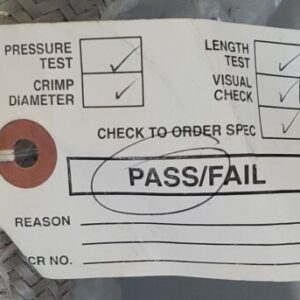 PRESSURE TEST
LENGTH TEST
CRIMP DIAMETER
VISUAL CHECK
CHECK TO ORDER SPEC
PASS/FAIL
REASON
CR NO.